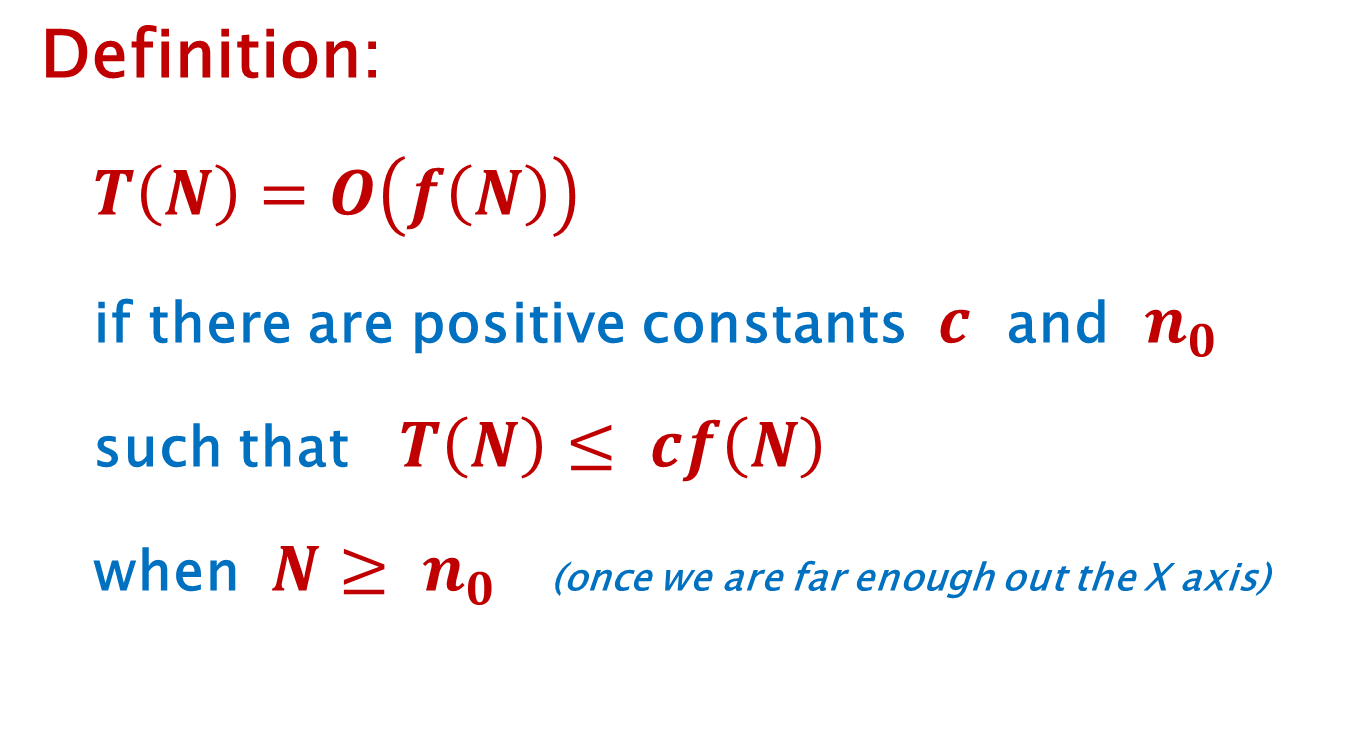 Definition:
T(N) = O(f(N))
if there are positive constants c and n₀
such that T(N) ≤ cf(N)
when N ≥ n₀ (once we are far enough out the X axis)